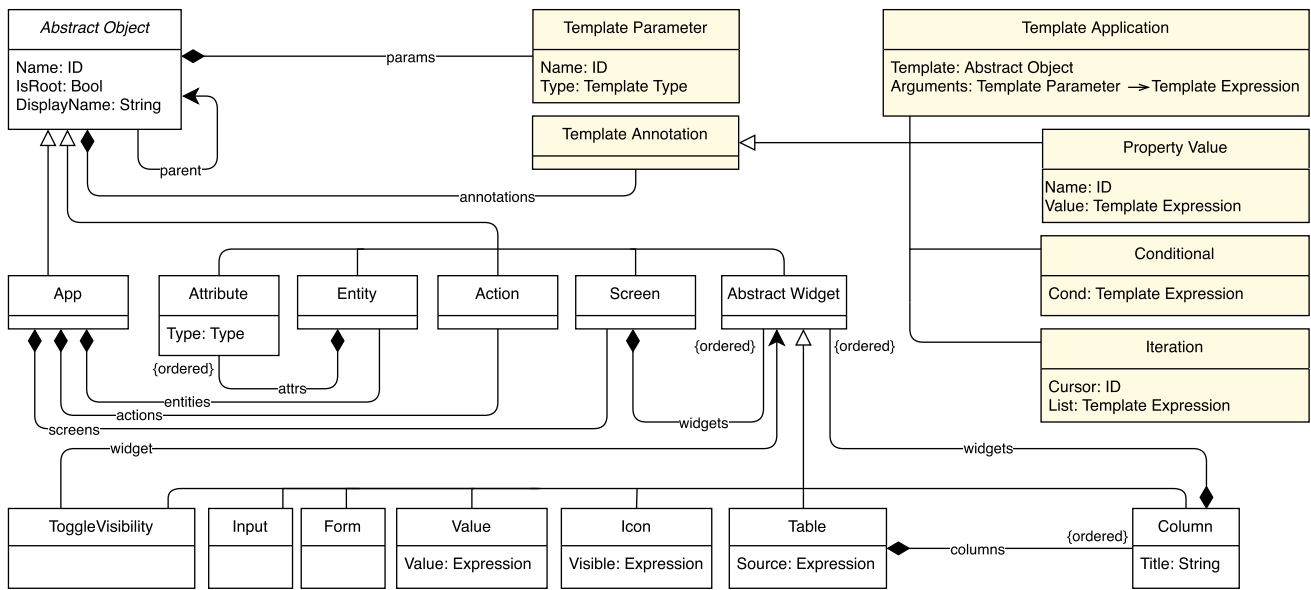 Abstract Object
Name: ID
IsRoot: Bool
DisplayName: String
params
Template Parameter
Name: ID
Type: Template Type
Template Application
Template: Abstract Object
Arguments: Template Parameter → Template Expression
Template Annotation
Property Value
Name: ID
Value: Template Expression
parent
annotations
Conditional
Cond: Template Expression
App
Attribute
Type: Type
Entity
Action
Screen
Abstract Widget
Iteration
Cursor: ID
List: Template Expression
{ordered}
{ordered}
{ordered}
attrs
entities
actions
screens
widgets
widget
widgets
ToggleVisibility
Input
Form
Value
Value: Expression
Icon
Visible: Expression
Table
Source: Expression
columns
{ordered}
Column
Title: String